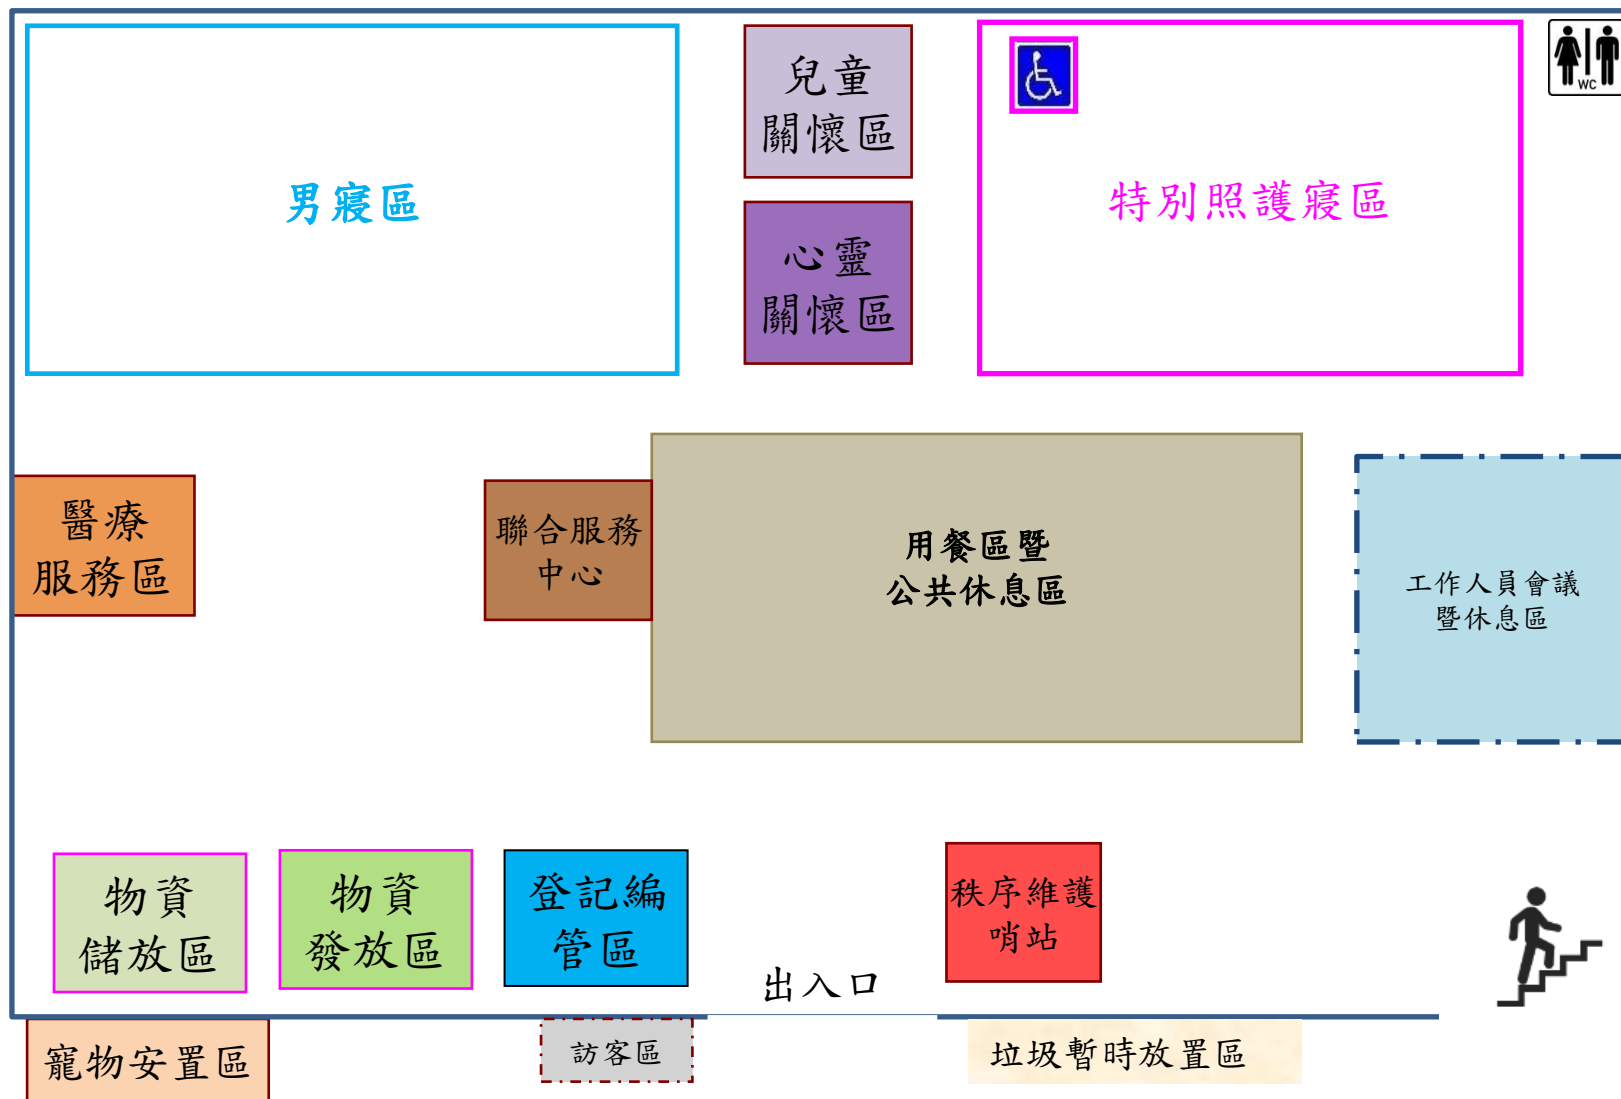 男寢區
兒童
關懷區
心靈
關懷區
特別照護寢區
WC
醫療
服務區
聯合服務
中心
用餐區暨
公共休息區
工作人員會議
暨休息區
物資
儲放區
物資
發放區
登記編
管區
出入口
秩序維護
哨站
寵物安置區
訪客區
垃圾暫時放置區